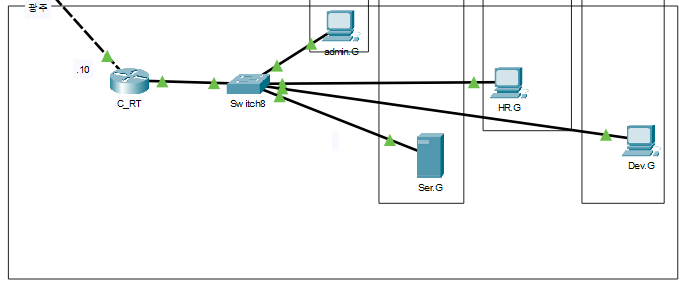 광주
admin.G
.10
C_RT
Switch8
HR.G
Dev.G
Ser.G